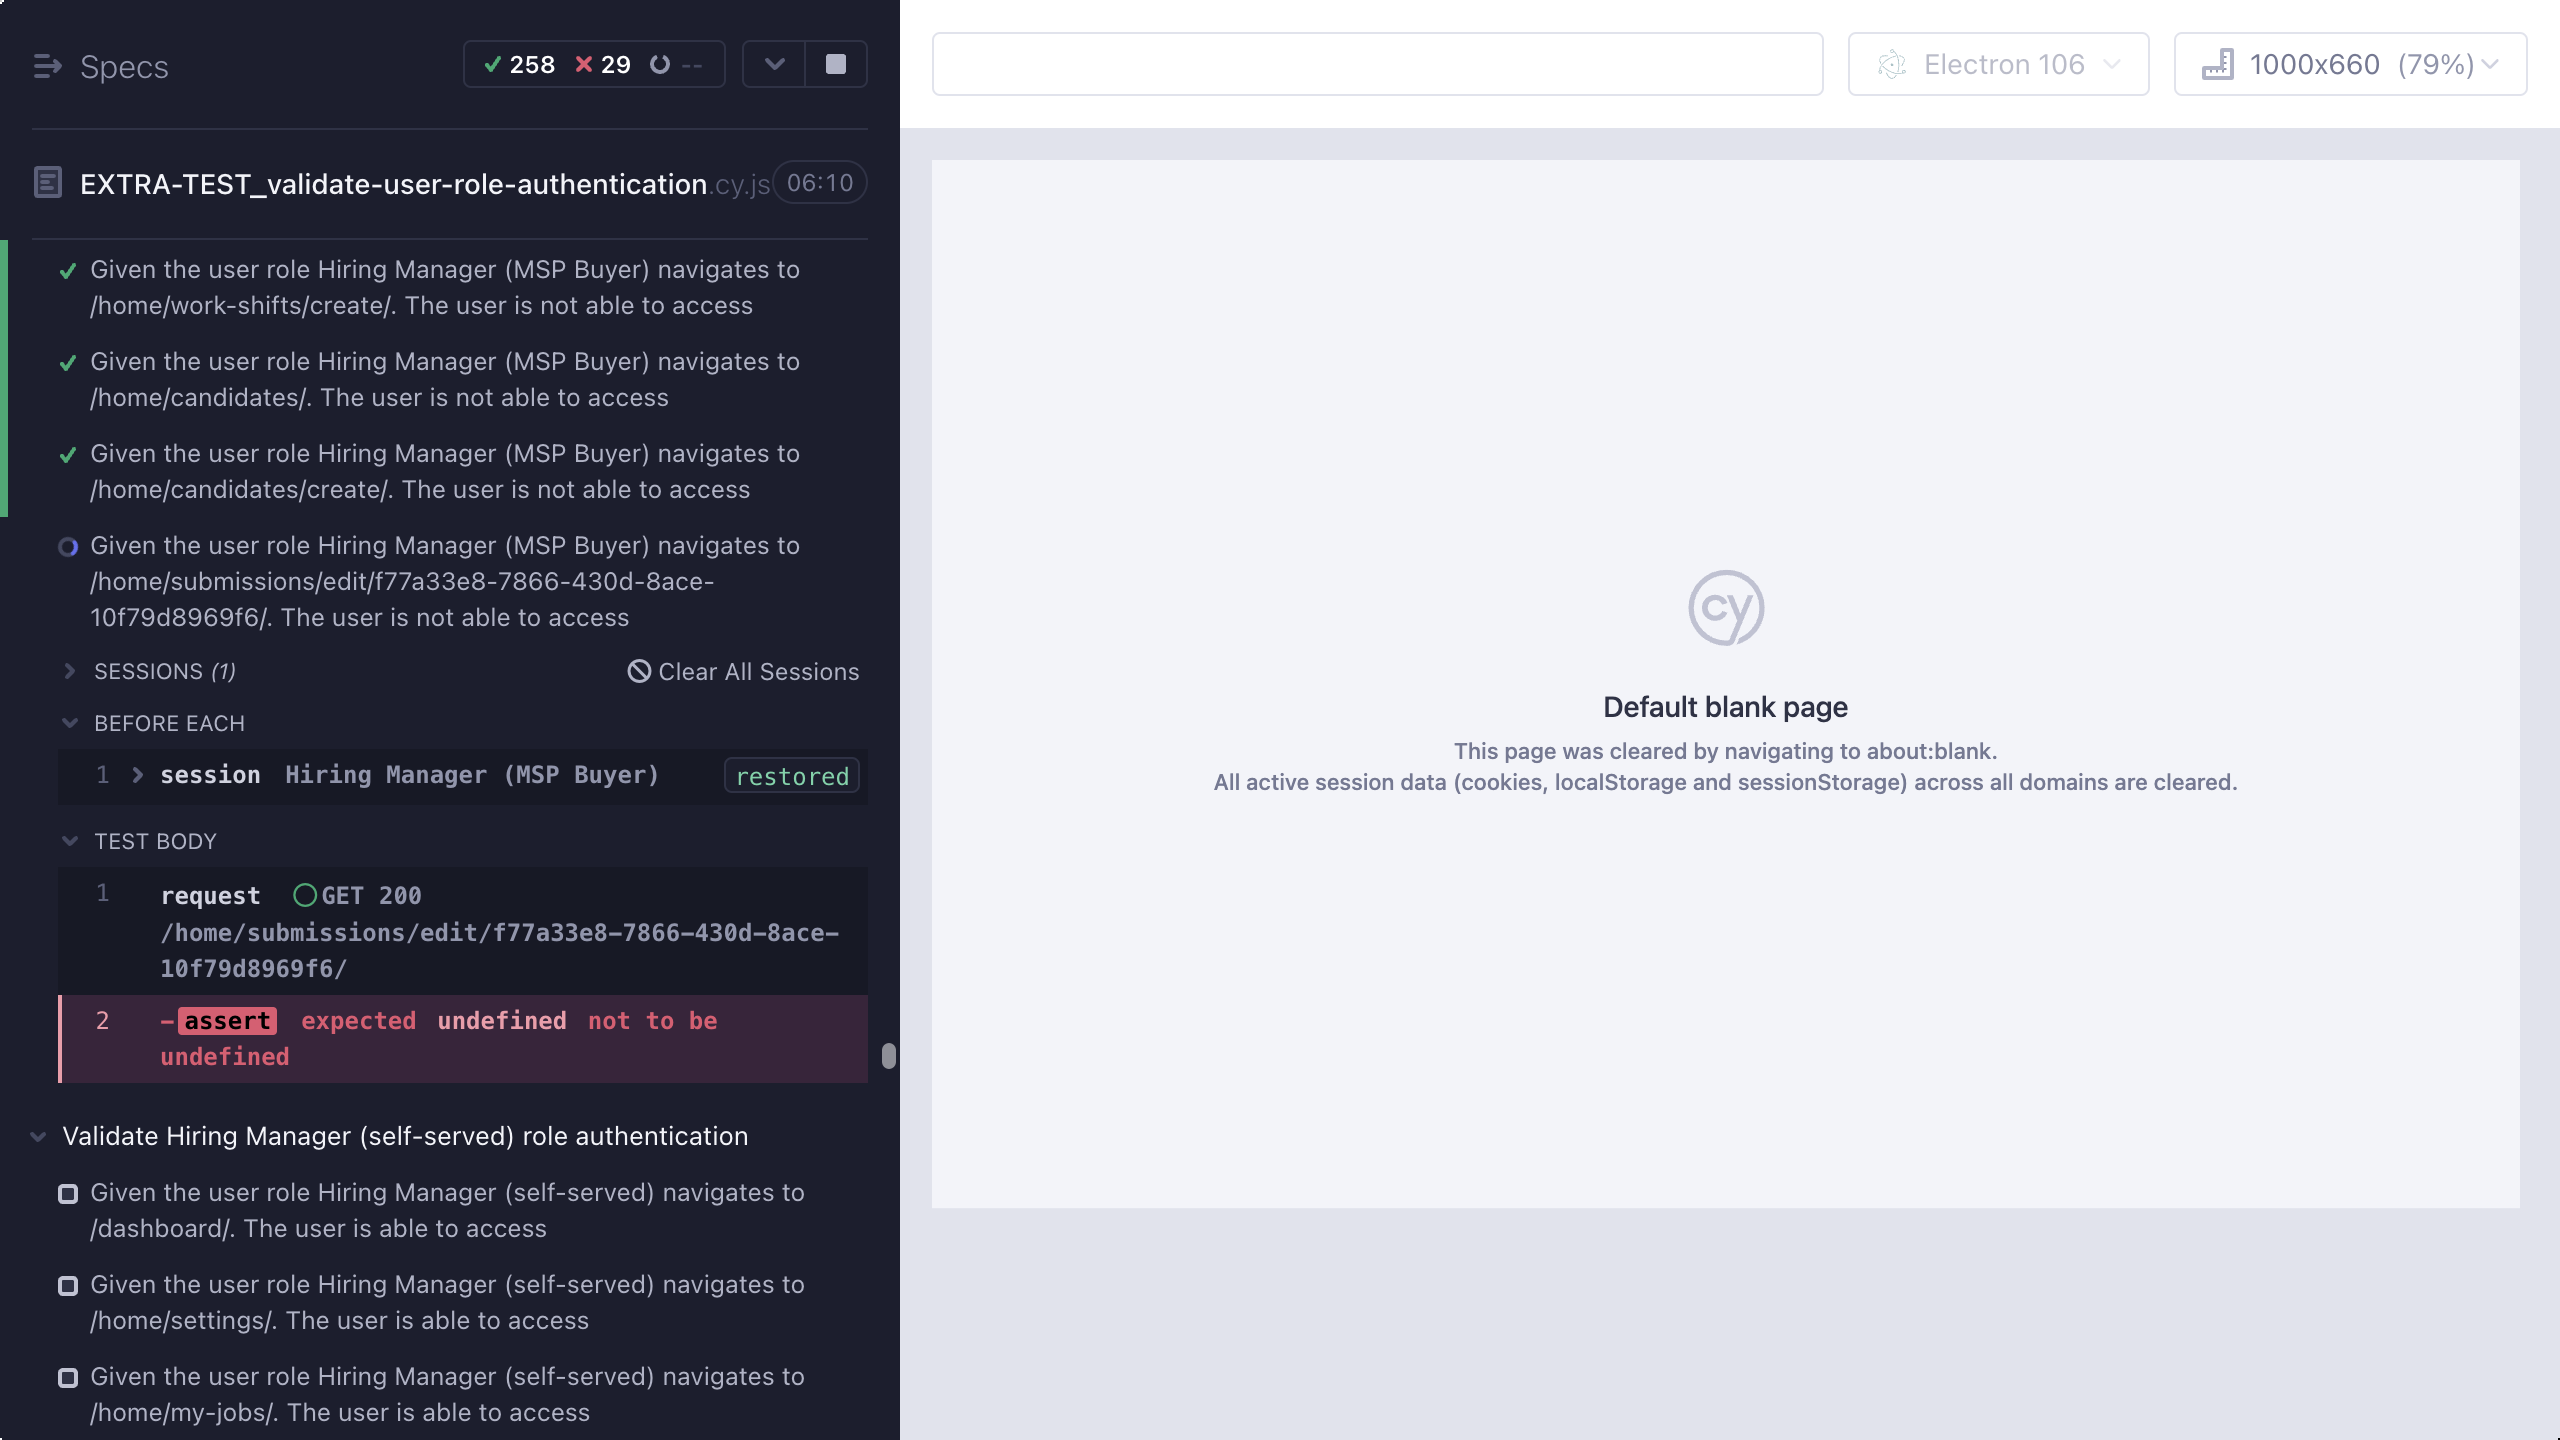 Specs
258 29 --
EXTRA-TEST_validate-user-role-authentication.cy.js 06:10
Given the user role Hiring Manager (MSP Buyer) navigates to
/home/work-shifts/create/. The user is not able to access
Given the user role Hiring Manager (MSP Buyer) navigates to
/home/candidates/. The user is not able to access
Given the user role Hiring Manager (MSP Buyer) navigates to
/home/candidates/create/. The user is not able to access
Given the user role Hiring Manager (MSP Buyer) navigates to
/home/submissions/edit/f77a33e8-7866-430d-8ace-
10f79d8969f6/. The user is not able to access
SESSIONS (1) Clear All Sessions
BEFORE EACH
1 session Hiring Manager (MSP Buyer) restored
TEST BODY
1 request GET 200
/home/submissions/edit/f77a33e8-7866-430d-8ace-
10f79d8969f6/
2 -assert expected undefined not to be
undefined
Validate Hiring Manager (self-served) role authentication
Given the user role Hiring Manager (self-served) navigates to
/dashboard/. The user is able to access
Given the user role Hiring Manager (self-served) navigates to
/home/settings/. The user is able to access
Given the user role Hiring Manager (self-served) navigates to
/home/my-jobs/. The user is able to access
Electron 106
1000x660 (79%)
cy
Default blank page
This page was cleared by navigating to about:blank.
All active session data (cookies, localStorage and sessionStorage) across all domains are cleared.